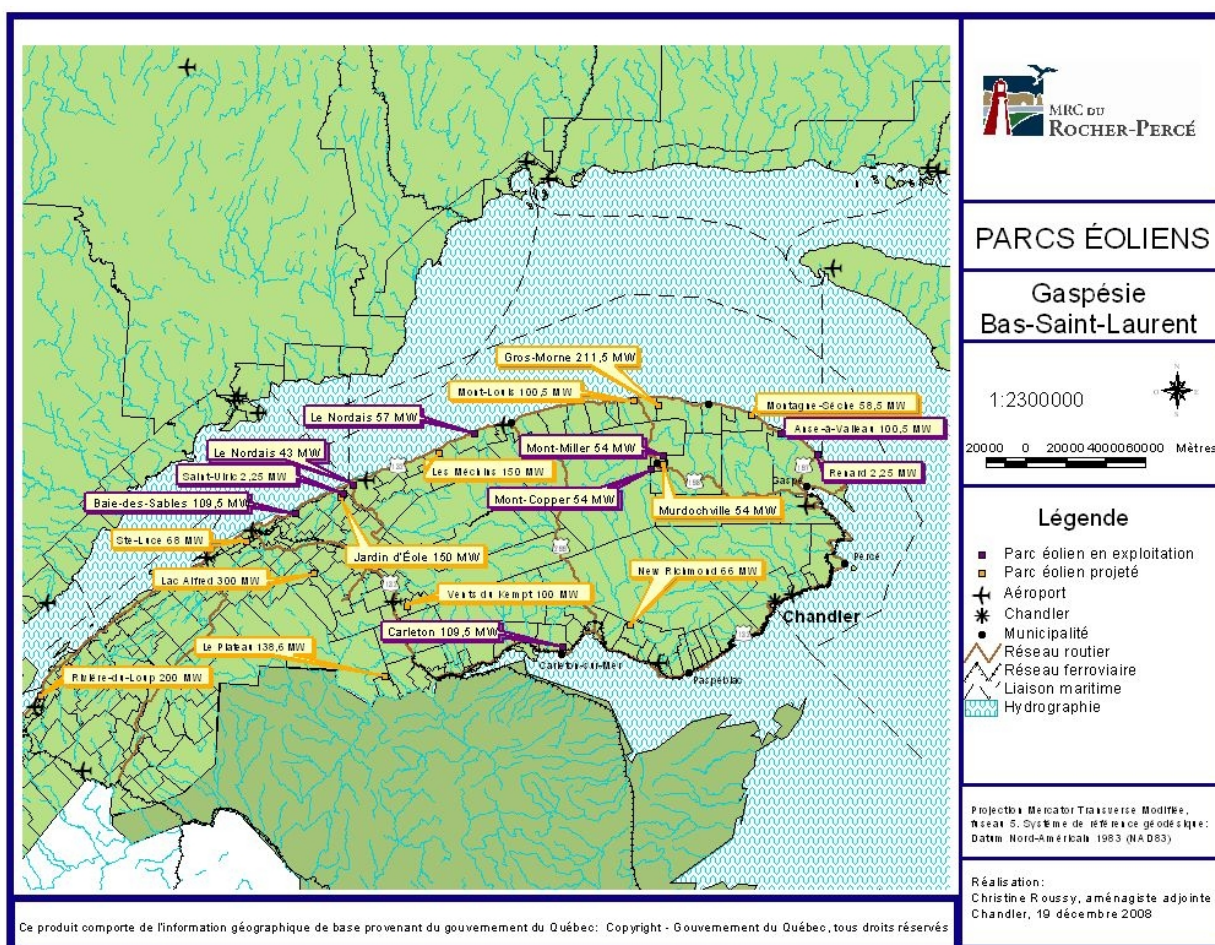 MRC DU
ROCHER-PERCÉ
PARCS ÉOLIENS
Gaspésie
Bas-Saint-Laurent
1:2300000
20000 0 20000 40000 60000 Mètres
Légende
Parc éolien en exploitation
Parc éolien projeté
Aéroport
Chandler
Municipalité
Réseau routier
Réseau ferroviaire
Liaison maritime
Hydrographie
Projection Mercator Transverse Modifiée,
fuseau 5. Système de référence géodésique:
Datum Nord-Américain 1983 (NAD83)
Réalisation:
Christine Roussy, aménagiste adjointe
Chandler, 19 décembre 2008
Gros-Morne 211,5 MW
Mont-Louis 100,5 MW
Montagne-Sèche 58,5 MW
Le Nordais 57 MW
Anse-à-Valleau 100,5 MW
Le Nordais 43 MW
Mont-Miller 54 MW
Les Méchins 150 MW
Renard 2,25 MW
Saint-Ulric 2,25 MW
Mont-Copper 54 MW
Gaspé
Baie-des-Sables 109,5 MW
Murdochville 54 MW
Ste-Luce 68 MW
Jardin d'Éole 150 MW
Percé
Lac Alfred 300 MW
New Richmond 66 MW
Vents du Kempt 100 MW
Chandler
Carleton 109,5 MW
Le Plateau 138,6 MW
Carleton-sur-Mer
Rivière-du-Loup 200 MW
Paspébiac
Ce produit comporte de l'information géographique de base provenant du gouvernement du Québec: Copyright - Gouvernement du Québec, tous droits réservés